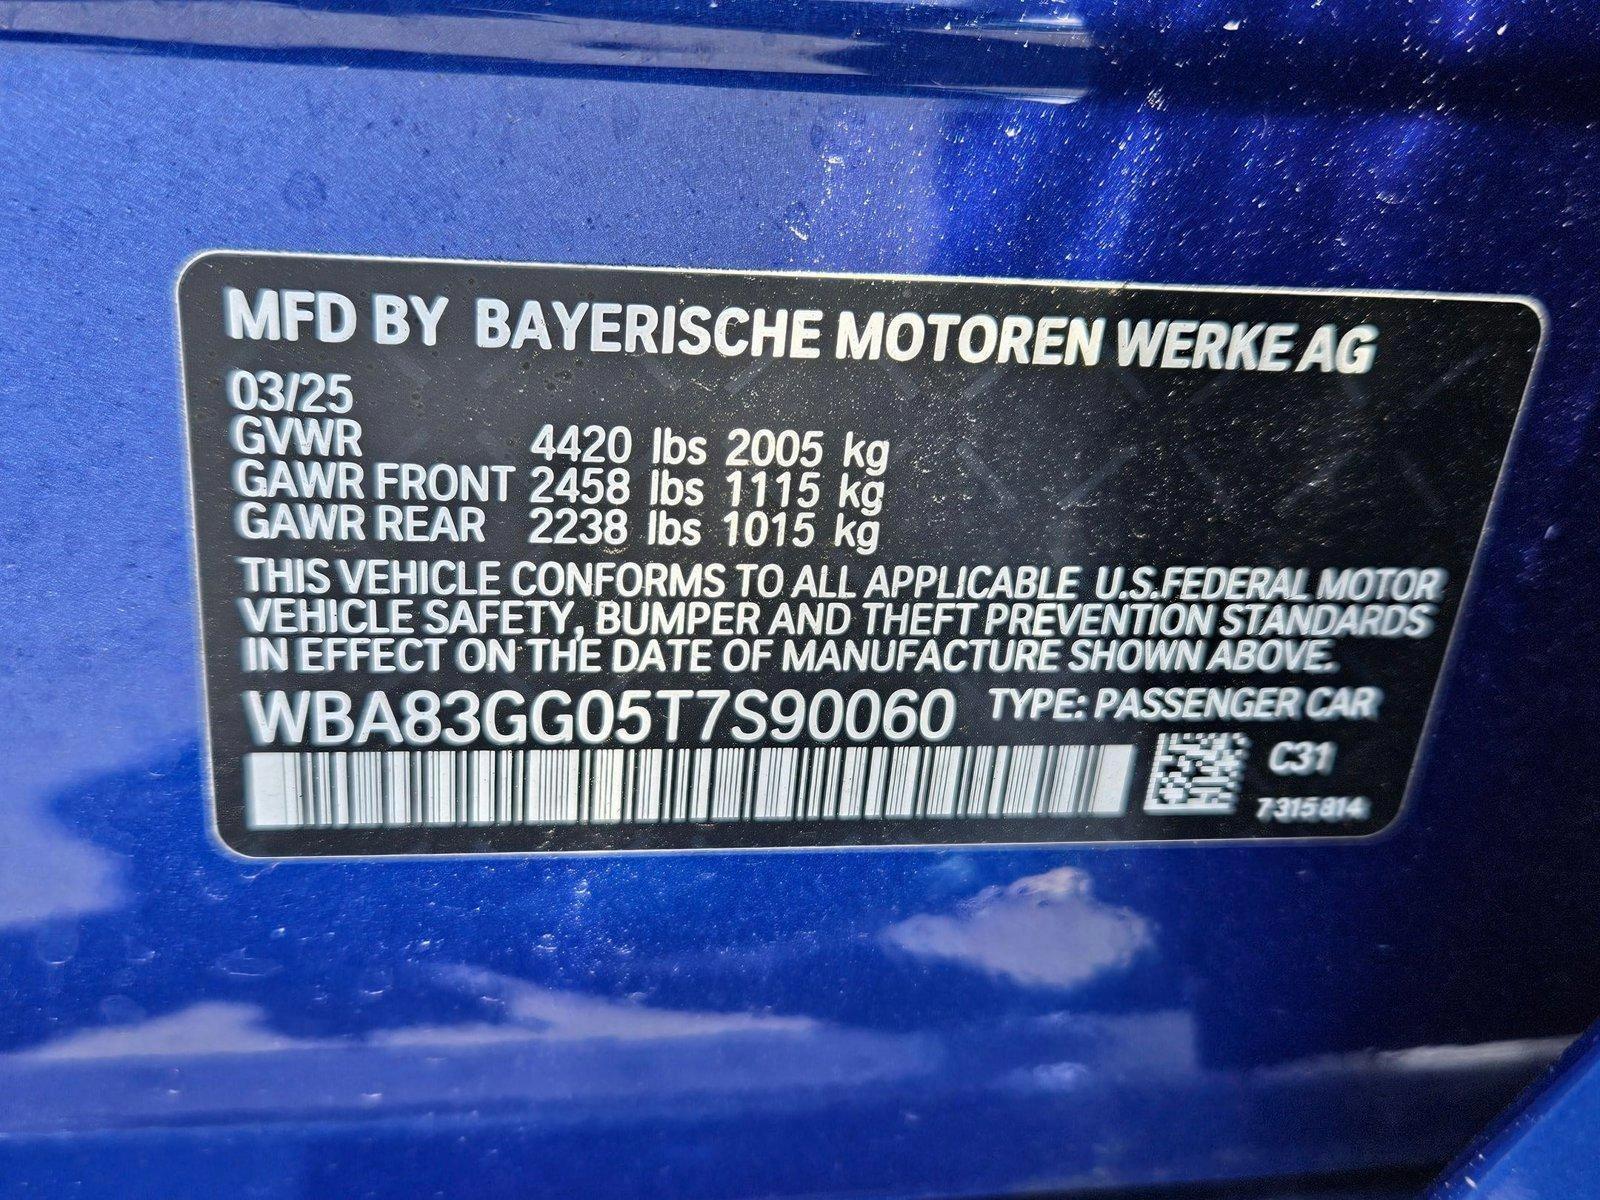 MFD BY BAYERISCHE MOTOREN WERKE AG
03/25
GVWR 4420 lbs 2005 kg
GAWR FRONT 2458 lbs 1115 kg
GAWR REAR 2238 lbs 1015 kg
THIS VEHICLE CONFORMS TO ALL APPLICABLE U.S.FEDERAL MOTOR
VEHICLE SAFETY, BUMPER AND THEFT PREVENTION STANDARDS
IN EFFECT ON THE DATE OF MANUFACTURE SHOWN ABOVE.
WBA83GG05T7S90060 TYPE: PASSENGER CAR
C31
7 315 814